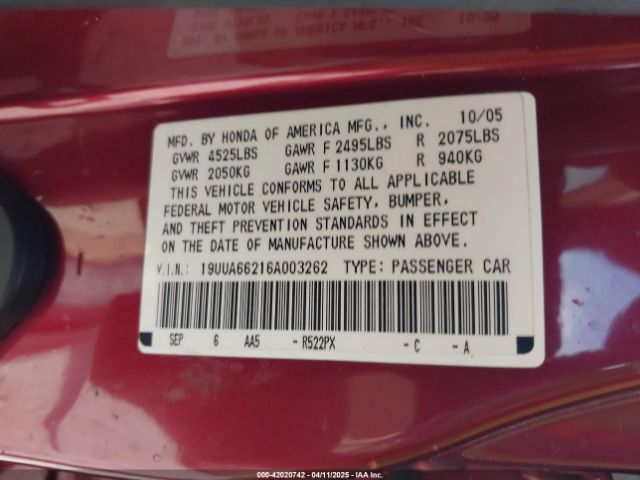 MFD. BY HONDA OF AMERICA MFG., INC. 10/05
GVWR 4525LBS GAWR F 2495LBS R 2075LBS
GVWR 2050KG GAWR F 1130KG R 940KG
THIS VEHICLE CONFORMS TO ALL APPLICABLE
FEDERAL MOTOR VEHICLE SAFETY, BUMPER,
AND THEFT PREVENTION STANDARDS IN EFFECT
ON THE DATE OF MANUFACTURE SHOWN ABOVE.
V.I.N.: 19UUA66216A003262 TYPE: PASSENGER CAR
SEP 6 AA5 - R522PX - C - A
000-42020742 - 04/11/2025 - IAAI.COM